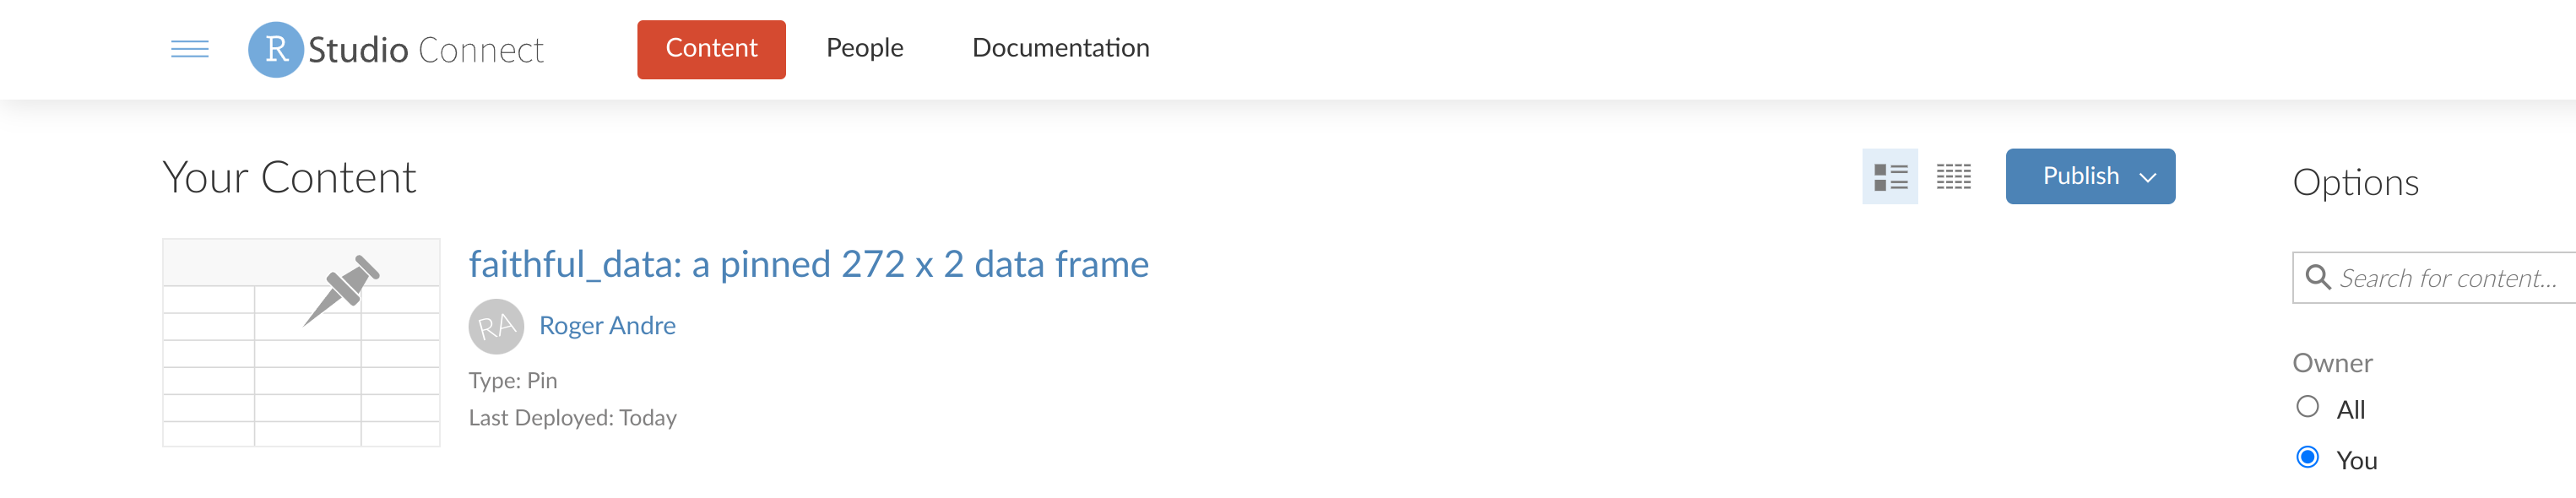 R Studio Connect
Content
People
Documentation
Your Content
Publish
faithful_data: a pinned 272 x 2 data frame
RA
Roger Andre
Type: Pin
Last Deployed: Today
Options
Search for content...
Owner
All
You